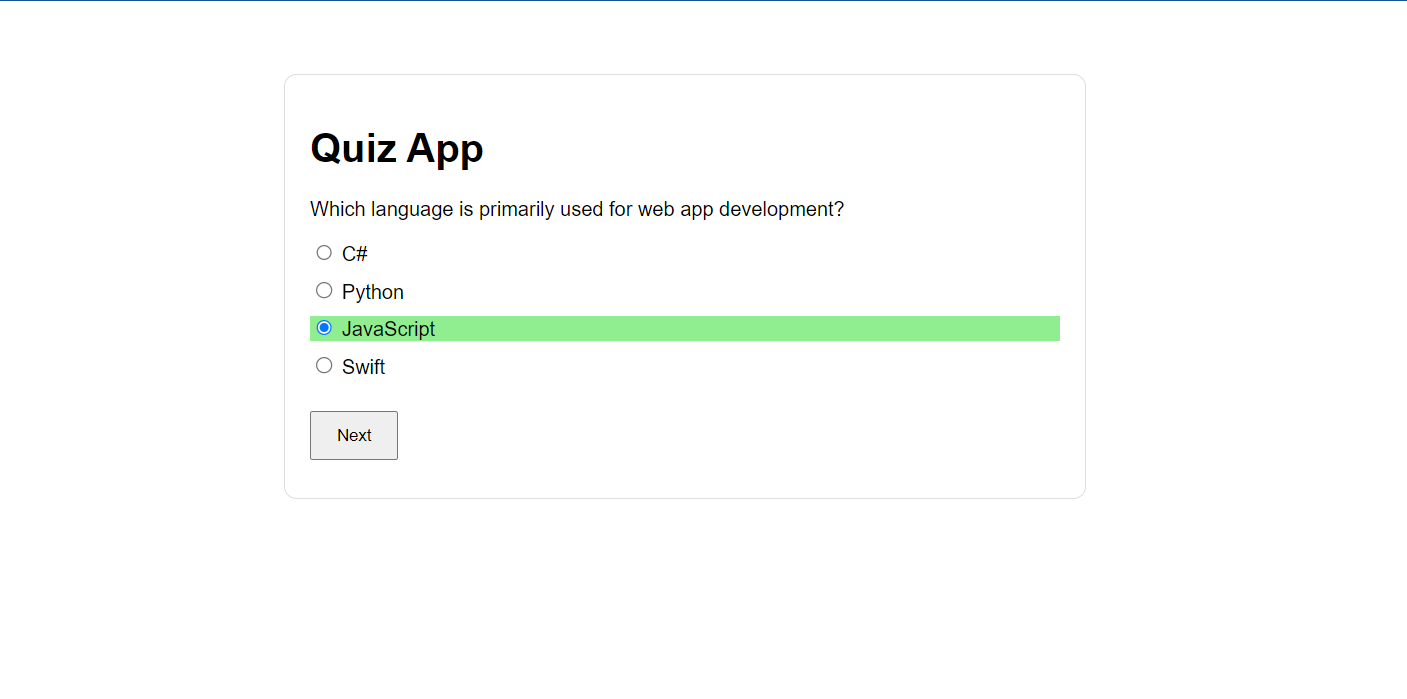 Quiz App
Which language is primarily used for web app development?
C#
Python
JavaScript
Swift
Next